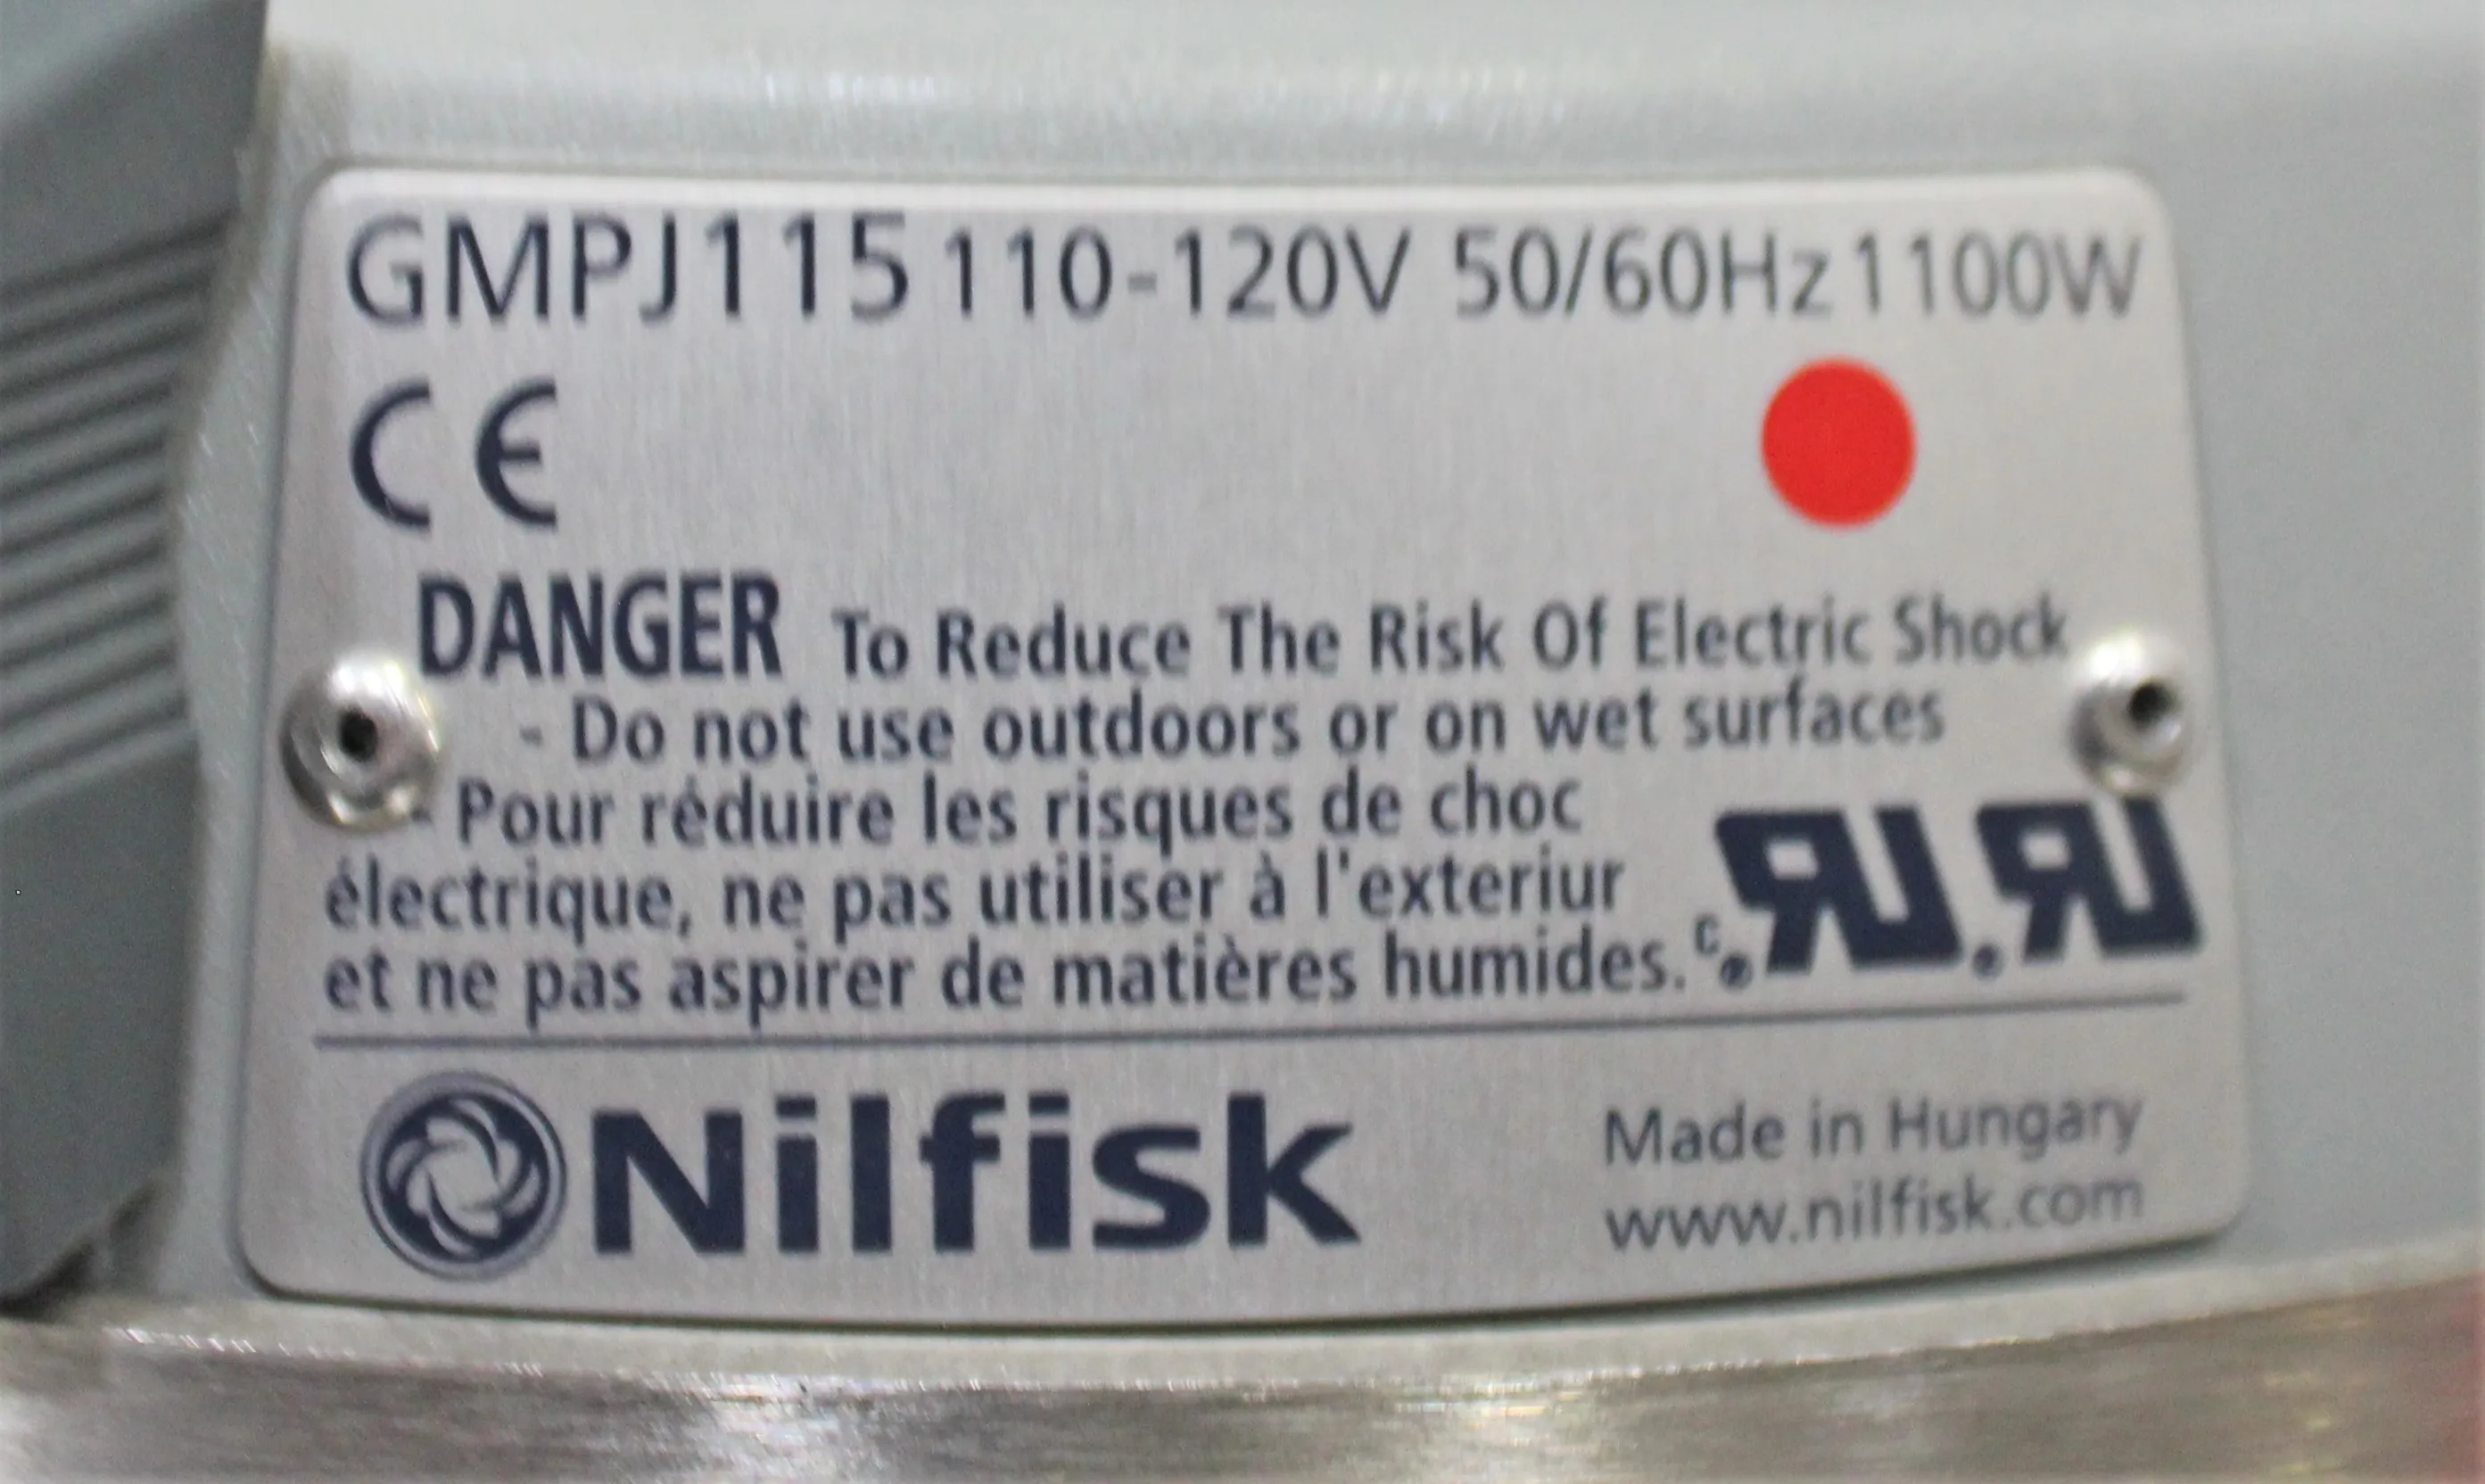 GMPJ115 110-120V 50/60Hz 1100W
CE
DANGER To Reduce The Risk Of Electric Shock
- Do not use outdoors or on wet surfaces
- Pour réduire les risques de choc
électrique, ne pas utiliser à l'exteriur
et ne pas aspirer de matières humides.
c RU ® RU
Nilfisk
Made in Hungary
www.nilfisk.com